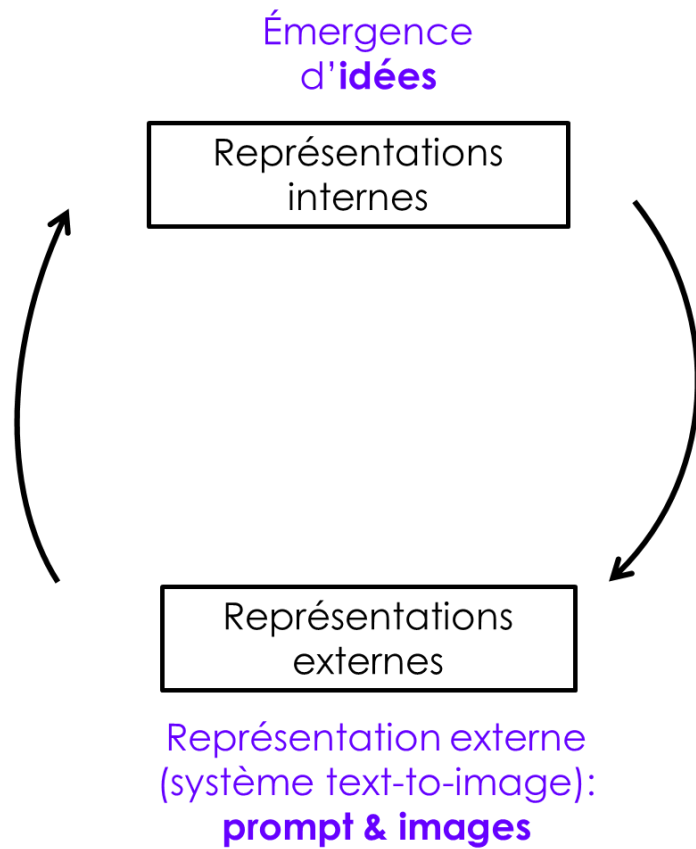 Émergence
d'idées
Représentations
internes
Représentations
externes
Représentation externe
(système text-to-image):
prompt & images